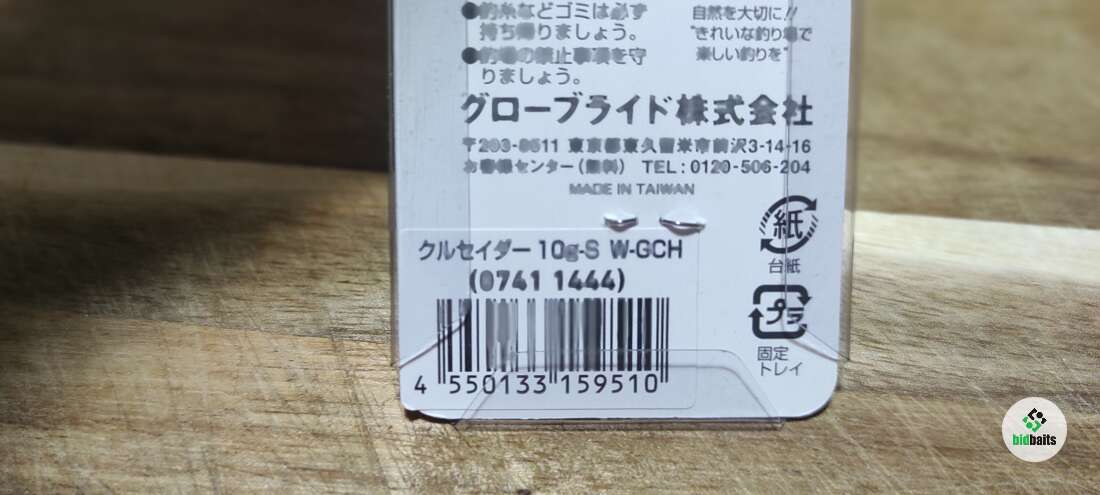 ●釣糸などゴミは必ず
持ち帰りましょう。
●釣場の禁止事項を守
りましょう。
自然を大切に!!
"きれいな釣り場で
楽しい釣りを"
グローブライド株式会社
〒203-8511 東京都東久留米市前沢3-14-16
お客様センター(無料) TEL:0120-506-204
MADE IN TAIWAN
紙
台紙
プラ
固定
トレイ
クルセイダー 10g-S W-GCH
(0741 1444)
4 550133 159510
bidbaits